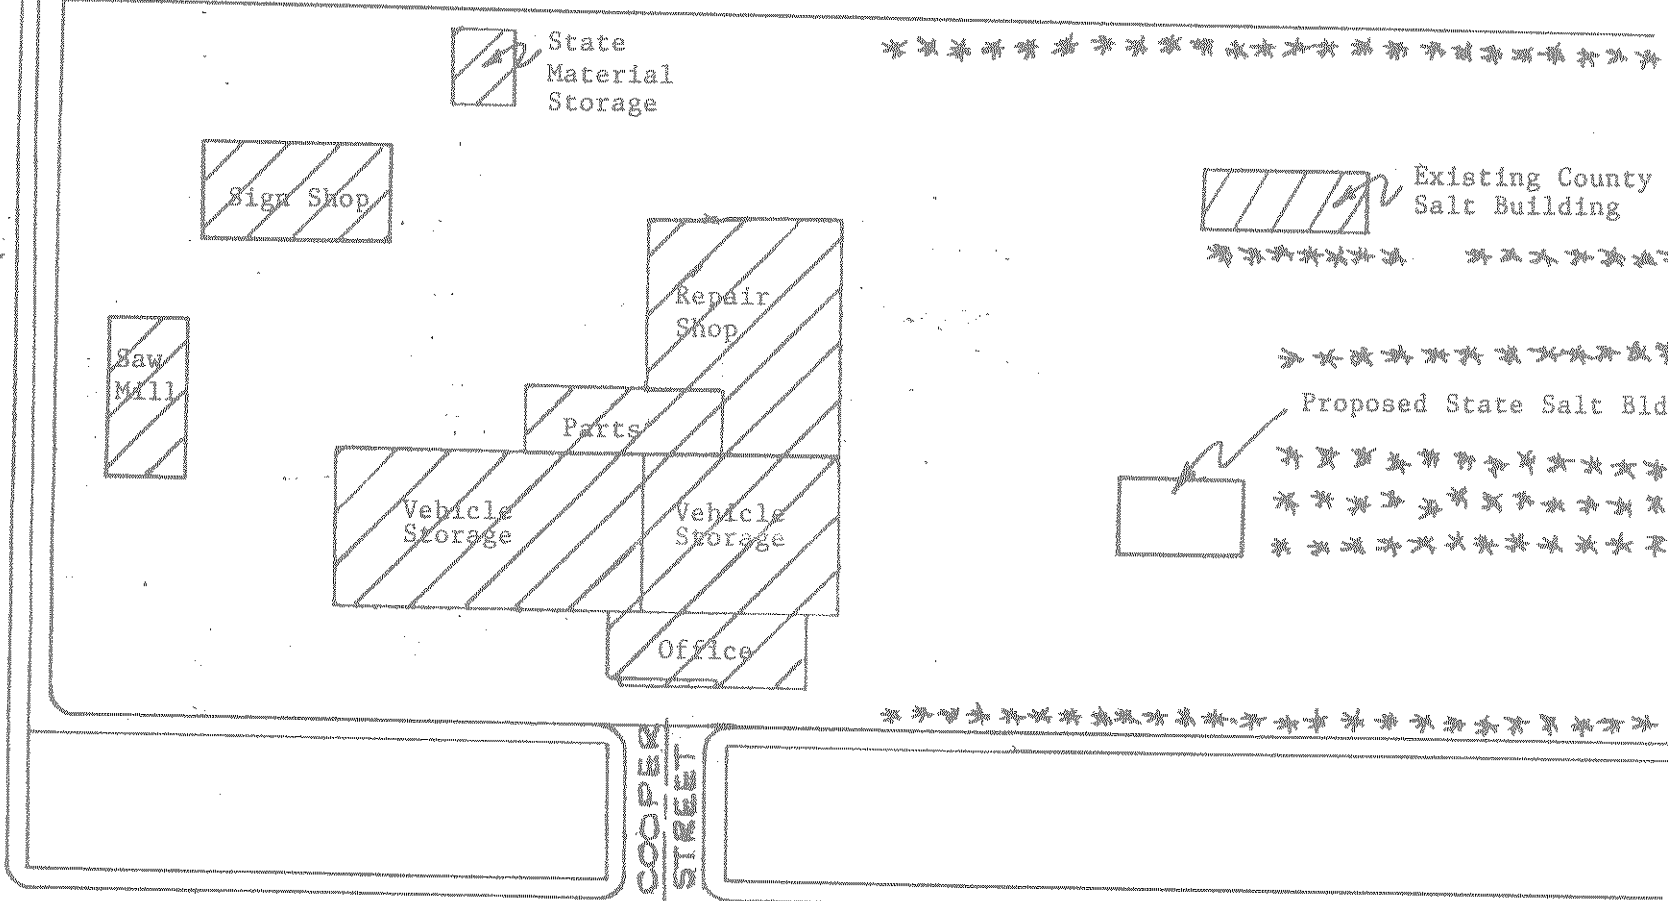 State
Material
Storage
Sign Shop
Existing County
Salt Building
Repair
Shop
Saw
Mill
Proposed State Salt Bld
Parts
Vehicle
Storage
Vehicle
Storage
Office
COOPER
STREET